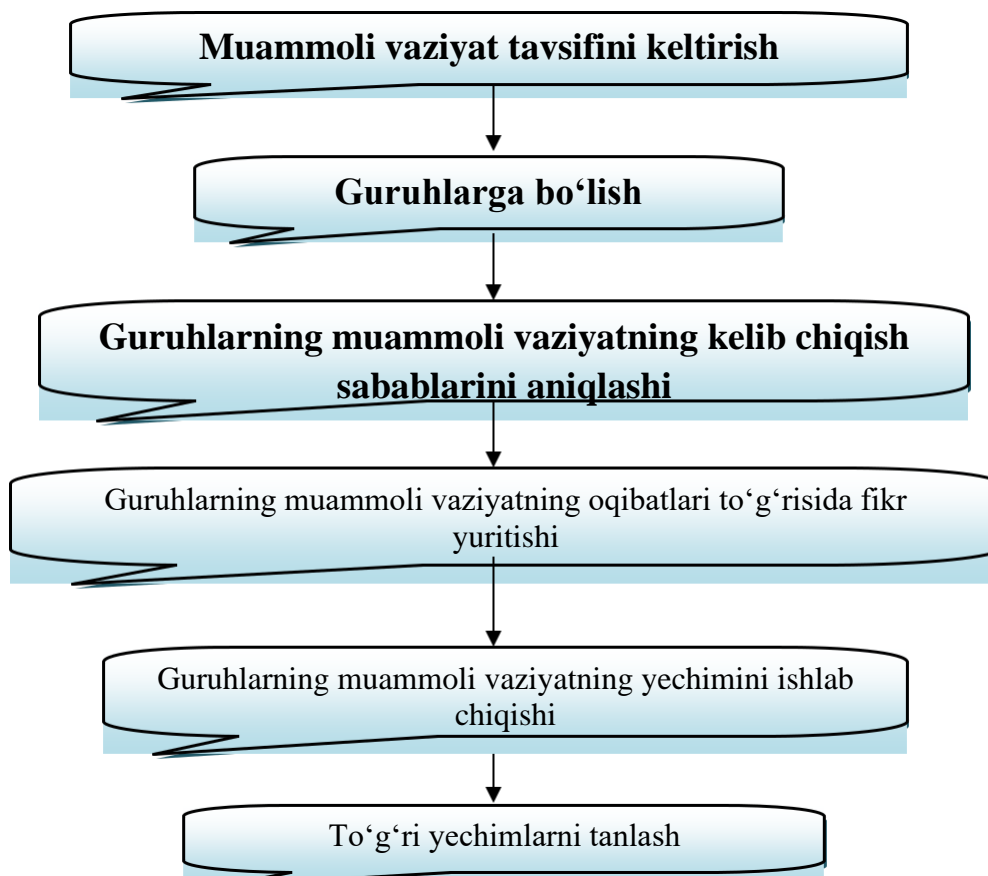 Muammoli vaziyat tavsifini keltirish
Guruhlarga bo‘lish
Guruhlarning muammoli vaziyatning kelib chiqish
sabablarini aniqlashi
Guruhlarning muammoli vaziyatning oqibatlari to‘g‘risida fikr
yuritishi
Guruhlarning muammoli vaziyatning yechimini ishlab
chiqishi
To‘g‘ri yechimlarni tanlash